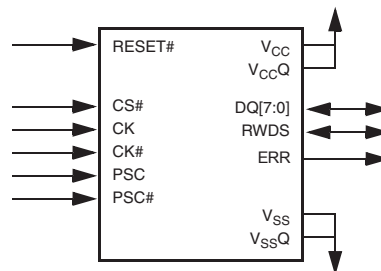 RESET#
CS#
CK
CK#
PSC
PSC#
VCC
VCCQ
DQ[7:0]
RWDS
ERR
VSS
VSSQ